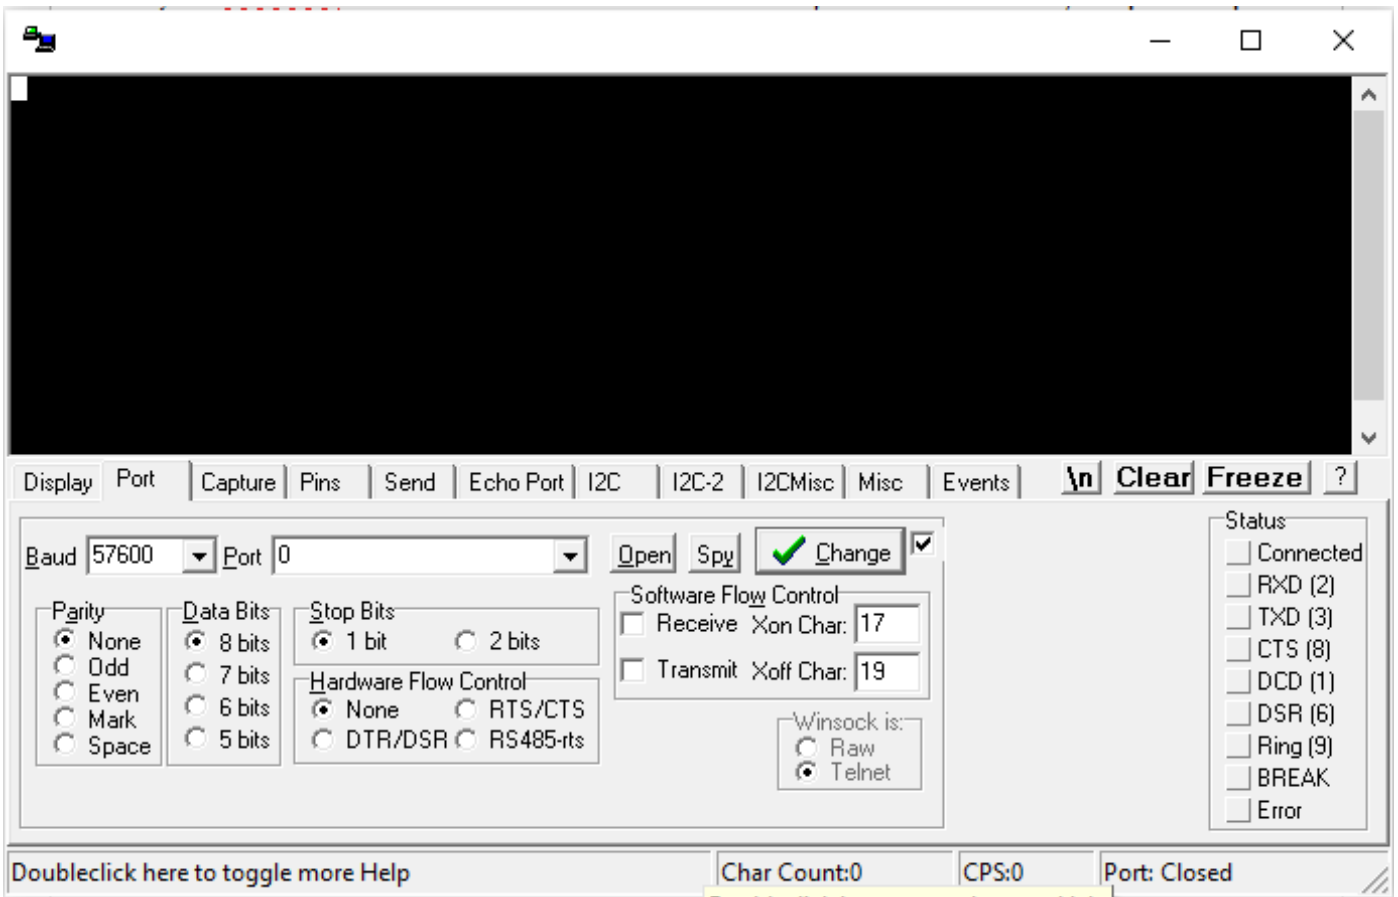 Display Port Capture Pins Send Echo Port I2C I2C-2 I2CMisc Misc Events \n Clear Freeze ?
Baud 57600 Port 0 Open Spy Change
Parity
None
Odd
Even
Mark
Space
Data Bits
8 bits
7 bits
6 bits
5 bits
Stop Bits
1 bit 2 bits
Hardware Flow Control
None RTS/CTS
DTR/DSR RS485-rts
Software Flow Control
Receive Xon Char: 17
Transmit Xoff Char: 19
Winsock is:
Raw
Telnet
Status
Connected
RXD (2)
TXD (3)
CTS (8)
DCD (1)
DSR (6)
Ring (9)
BREAK
Error
Doubleclick here to toggle more Help Char Count:0 CPS:0 Port: Closed